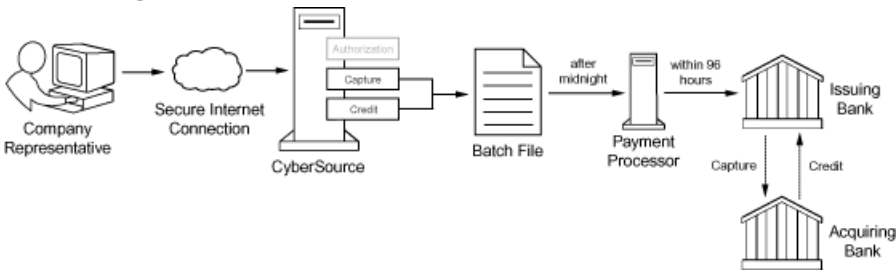 Company
Representative
Secure Internet
Connection
Authorization
Capture
Credit
CyberSource
Batch File
after
midnight
Payment
Processor
within 96
hours
Issuing
Bank
Capture
Credit
Acquiring
Bank